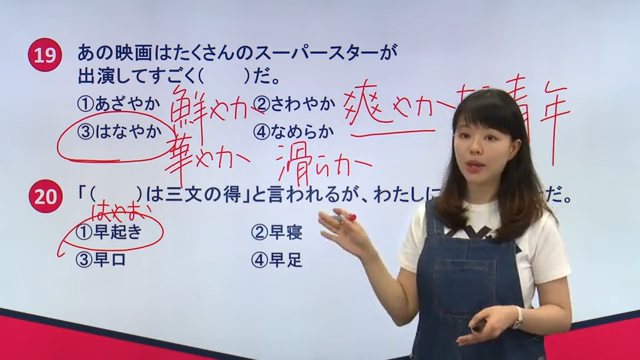 19 あの映画はたくさんのスーパースターが
出演してすごく(　　)だ。
①あざやか 鮮やか ②さわやか 爽やか 青年
③はなやか ④なめらか
華やか 滑らか
20 「(　　)は三文の得」と言われるが、わたしに だ。
はやお
①早起き ②早寝
③早口 ④早足